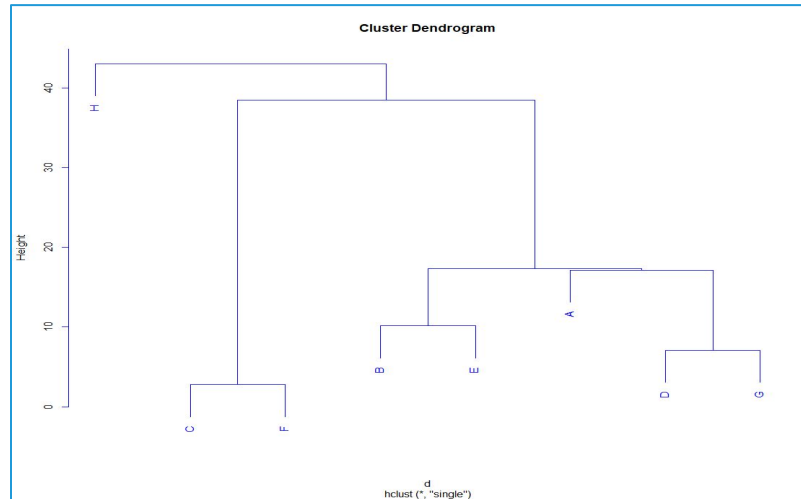 Cluster Dendrogram
Height
40
30
20
10
0
H
C
F
B
E
A
D
G
d
hclust (*, "single")